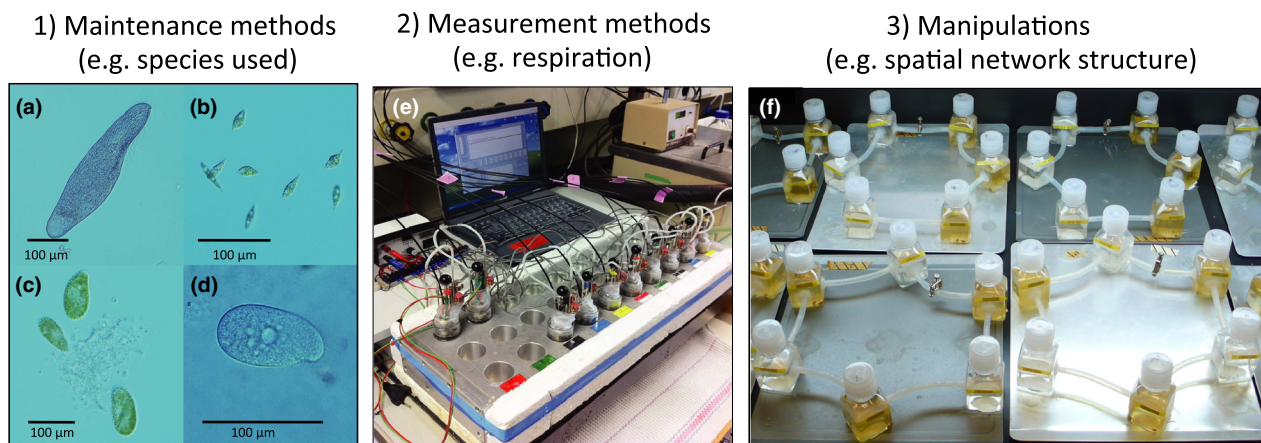 1) Maintenance methods
(e.g. species used)
2) Measurement methods
(e.g. respiration)
3) Manipulations
(e.g. spatial network structure)
(a)
100 µm
(b)
100 µm
(c)
100 µm
(d)
100 µm
(e)
(f)